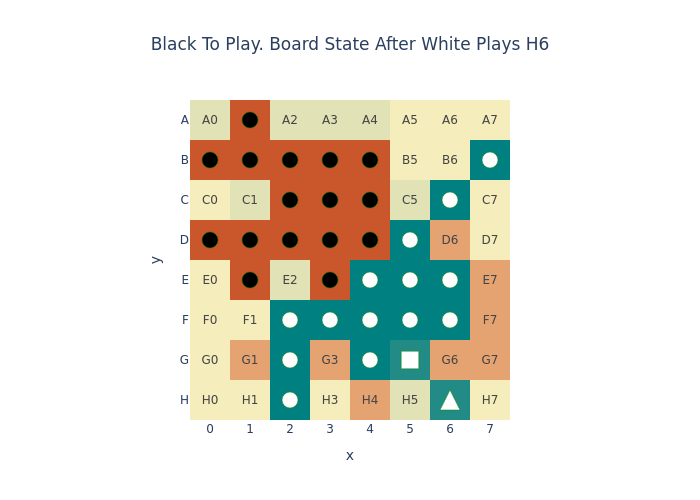 Black To Play. Board State After White Plays H6
A A0 A2 A3 A4 A5 A6 A7
B B5 B6
C C0 C1 C5 C7
D D6 D7
E E0 E2 E7
F F0 F1 F7
G G0 G1 G3 G6 G7
H H0 H1 H3 H4 H5 H7
0 1 2 3 4 5 6 7
x
y